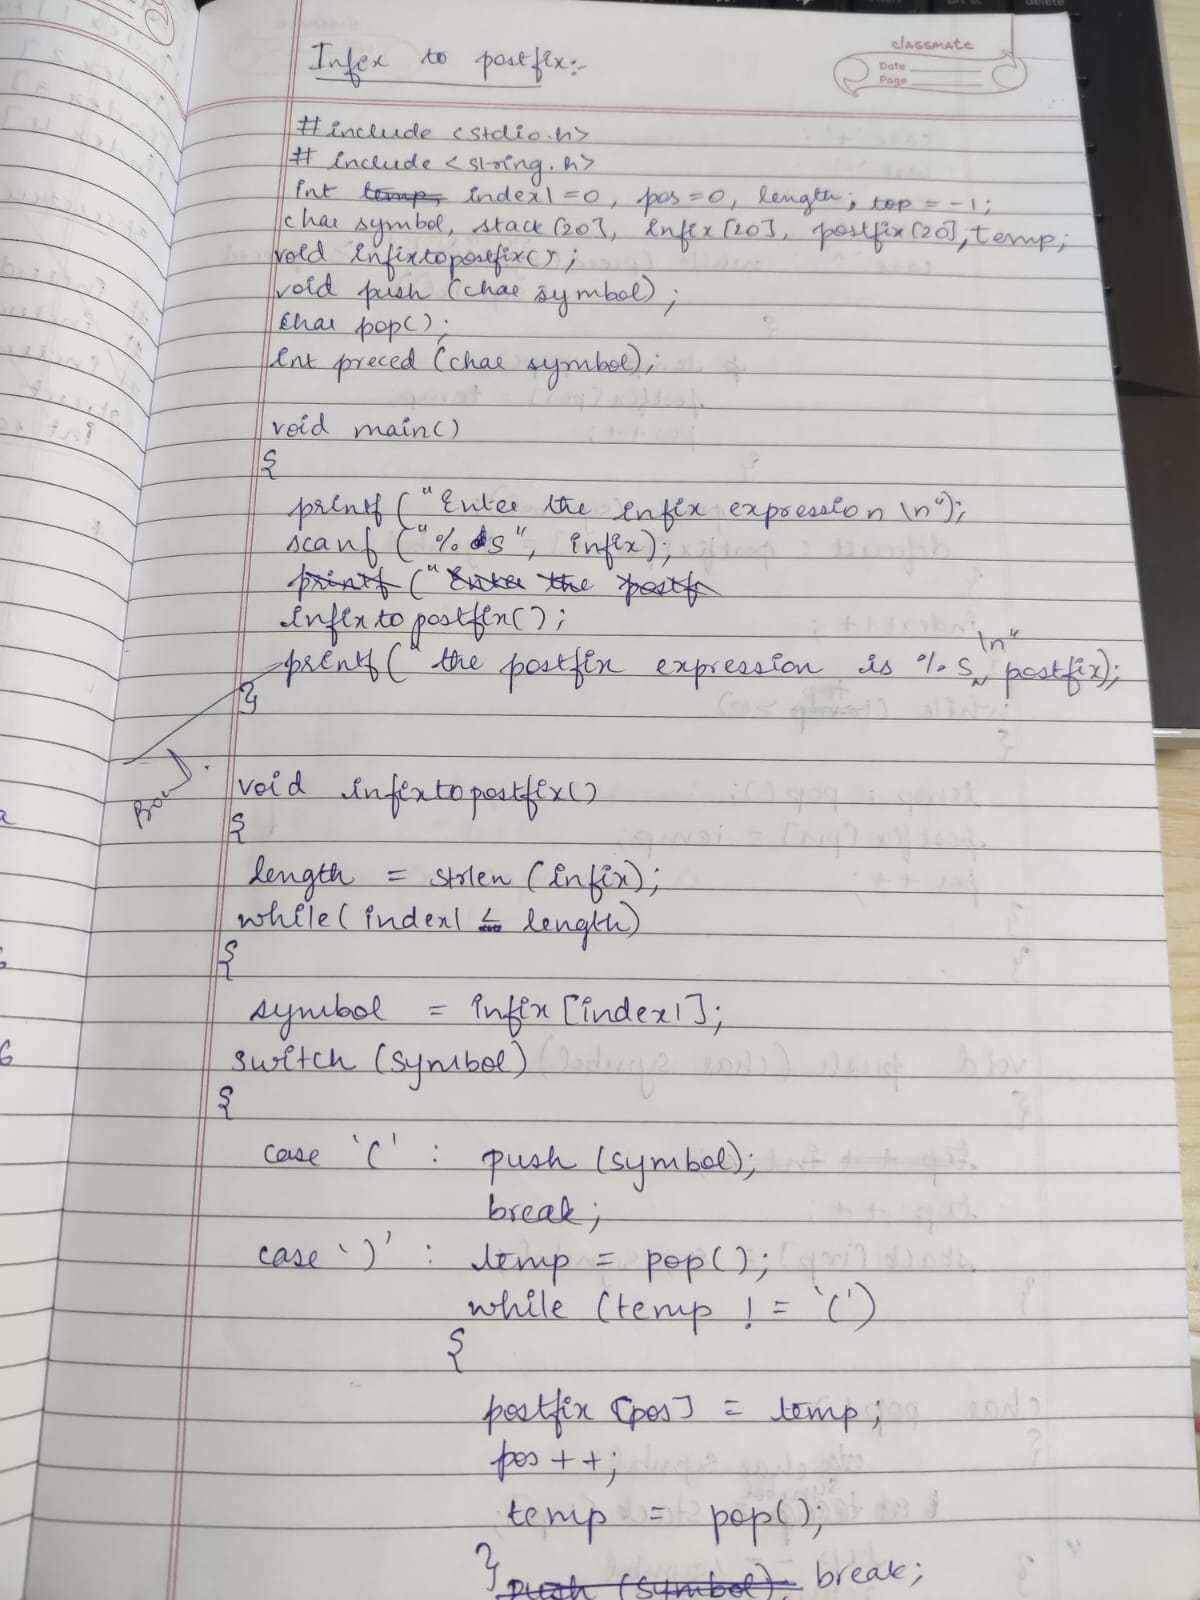 classmate
Date
Page
Infix to postfix:-
#include <stdio.h>
# include <string.h>
int temp, index1=0, pos=0, length; top = -1;
char symbol, stack[20], infix[20], postfix[20], temp;
void infixtopostfix();
void push (char symbol);
char pop();
int preced (char symbol);
void main()
{
printf ("Enter the infix expression \n");
scanf ("%s", infix);
printf ("Enter the postf
infixtopostfix();
printf ("the postfix expression is %s\n", postfix);
}
void infixtopostfix()
{
length = strlen (infix);
while( index1 < length)
{
symbol = infix [index1];
switch (symbol)
{
case '(' : push (symbol);
break;
case ')' : temp = pop();
while (temp != '(')
{
postfix [pos] = temp;
pos ++;
temp = pop();
} push (symbol); break;